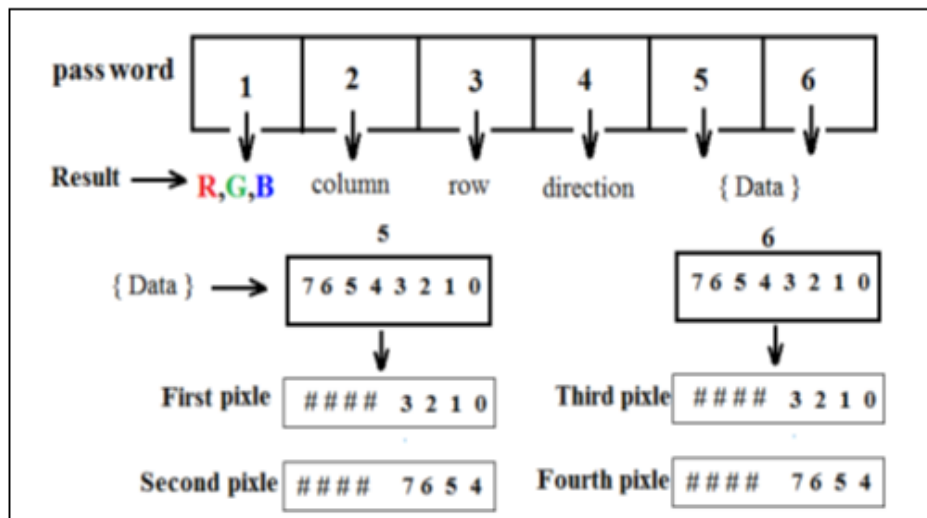 pass word 1 2 3 4 5 6
Result R,G,B column row direction { Data }
5 6
{ Data } 7 6 5 4 3 2 1 0 7 6 5 4 3 2 1 0
First pixle # # # # 3 2 1 0 Third pixle # # # # 3 2 1 0
Second pixle # # # # 7 6 5 4 Fourth pixle # # # # 7 6 5 4